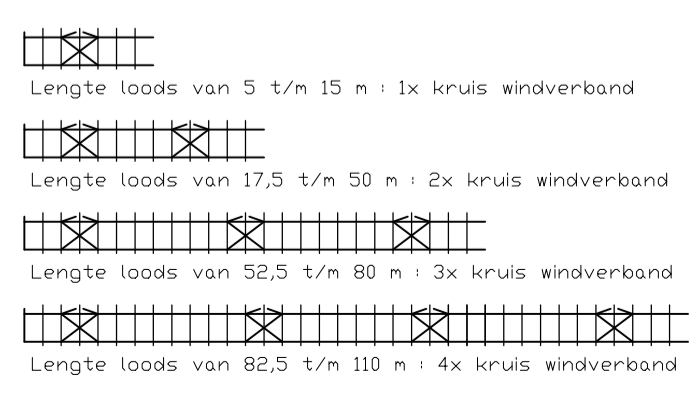 Lengte loods van 5 t/m 15 m : 1x kruis windverband
Lengte loods van 17,5 t/m 50 m : 2x kruis windverband
Lengte loods van 52,5 t/m 80 m : 3x kruis windverband
Lengte loods van 82,5 t/m 110 m : 4x kruis windverband